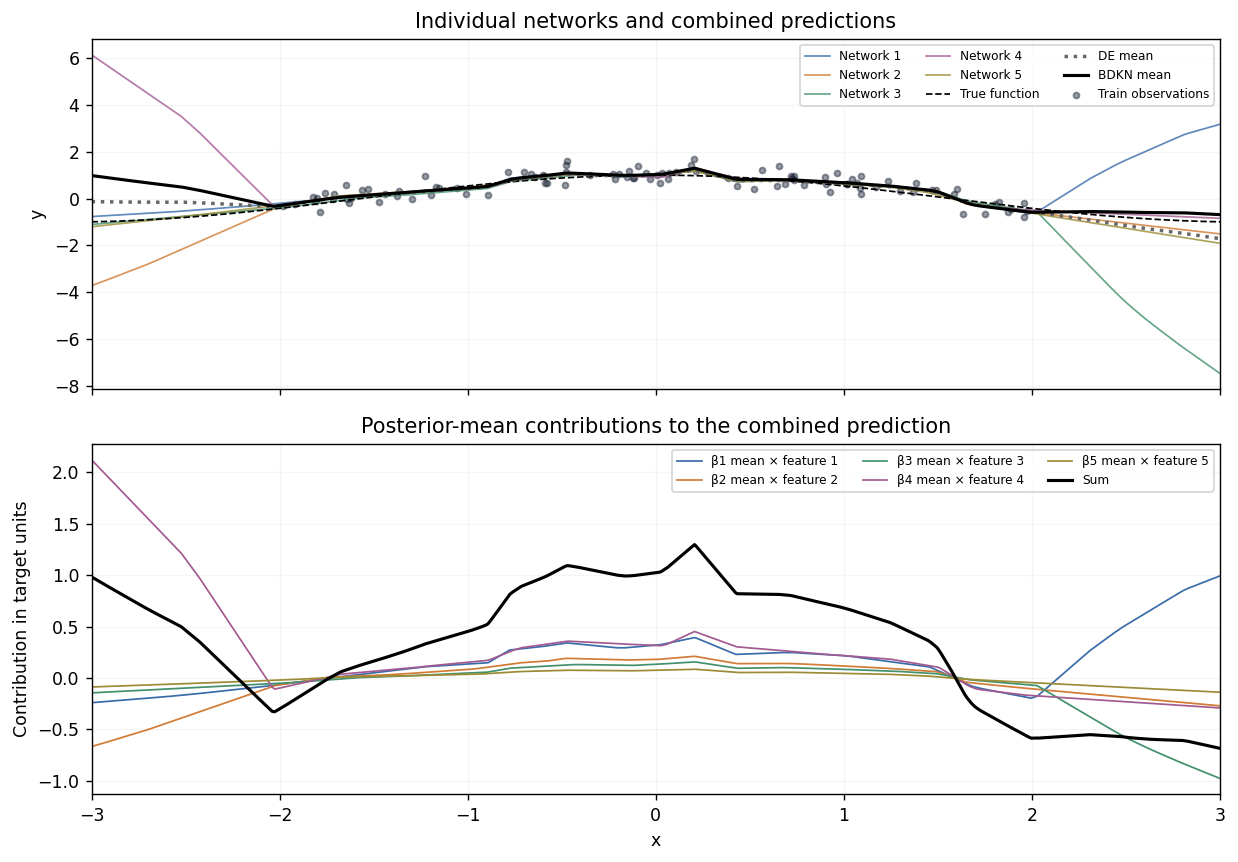 Individual networks and combined predictions
Network 1 Network 4 DE mean
Network 2 Network 5 BDKN mean
Network 3 True function Train observations
y
6
4
2
0
−2
−4
−6
−8
Posterior-mean contributions to the combined prediction
β1 mean × feature 1 β3 mean × feature 3 β5 mean × feature 5
β2 mean × feature 2 β4 mean × feature 4 Sum
Contribution in target units
2.0
1.5
1.0
0.5
0.0
−0.5
−1.0
−3 −2 −1 0 1 2 3
x